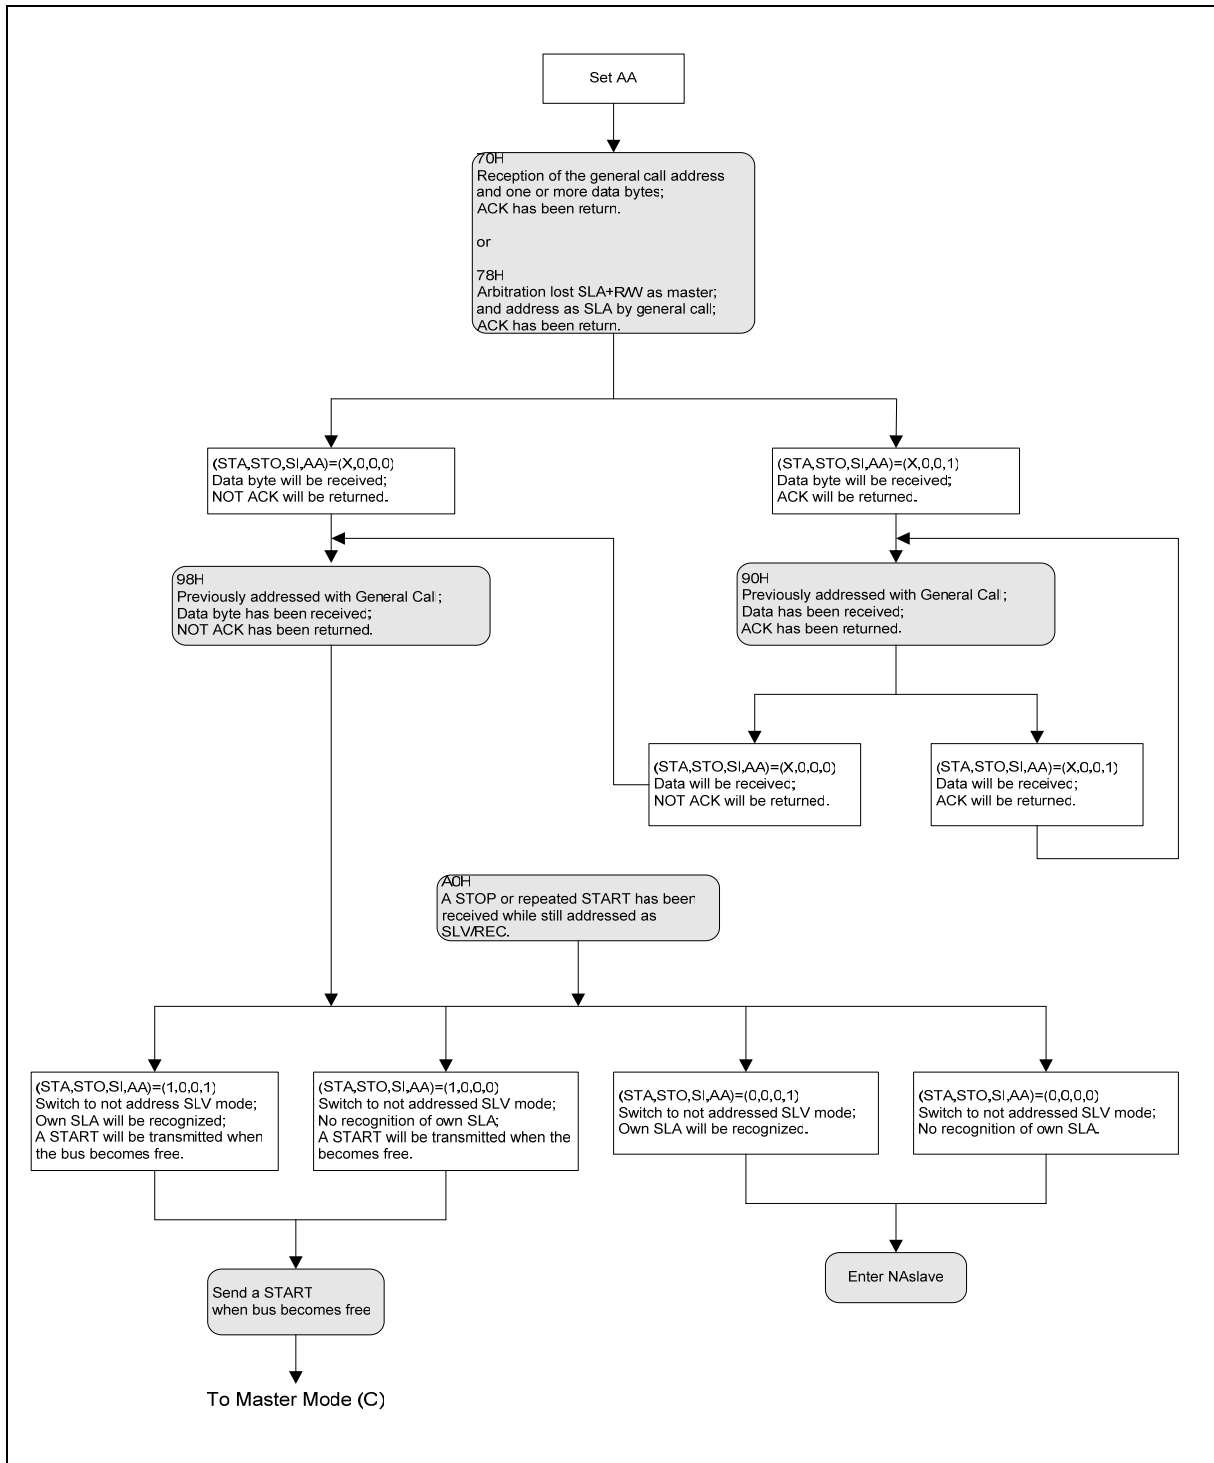 Set AA
70H
Reception of the general call address
and one or more data bytes;
ACK has been return.
or
78H
Arbitration lost SLA+R/W as master;
and address as SLA by general call;
ACK has been return.
(STA,STO,SI,AA)=(X,0,0,0)
Data byte will be received;
NOT ACK will be returned.
(STA,STO,SI,AA)=(X,0,0,1)
Data byte will be received;
ACK will be returned.
98H
Previously addressed with General Call;
Data byte has been received;
NOT ACK has been returned.
90H
Previously addressed with General Call;
Data has been received;
ACK has been returned.
(STA,STO,SI,AA)=(X,0,0,0)
Data will be received;
NOT ACK will be returned.
(STA,STO,SI,AA)=(X,0,0,1)
Data will be received;
ACK will be returned.
A0H
A STOP or repeated START has been
received while still addressed as
SLV/REC.
(STA,STO,SI,AA)=(1,0,0,1)
Switch to not address SLV mode;
Own SLA will be recognized;
A START will be transmitted when
the bus becomes free.
(STA,STO,SI,AA)=(1,0,0,0)
Switch to not addressed SLV mode;
No recognition of own SLA;
A START will be transmitted when the
becomes free.
(STA,STO,SI,AA)=(0,0,0,1)
Switch to not addressed SLV mode;
Own SLA will be recognized.
(STA,STO,SI,AA)=(0,0,0,0)
Switch to not addressed SLV mode;
No recognition of own SLA.
Send a START
when bus becomes free
Enter NAslave
To Master Mode (C)